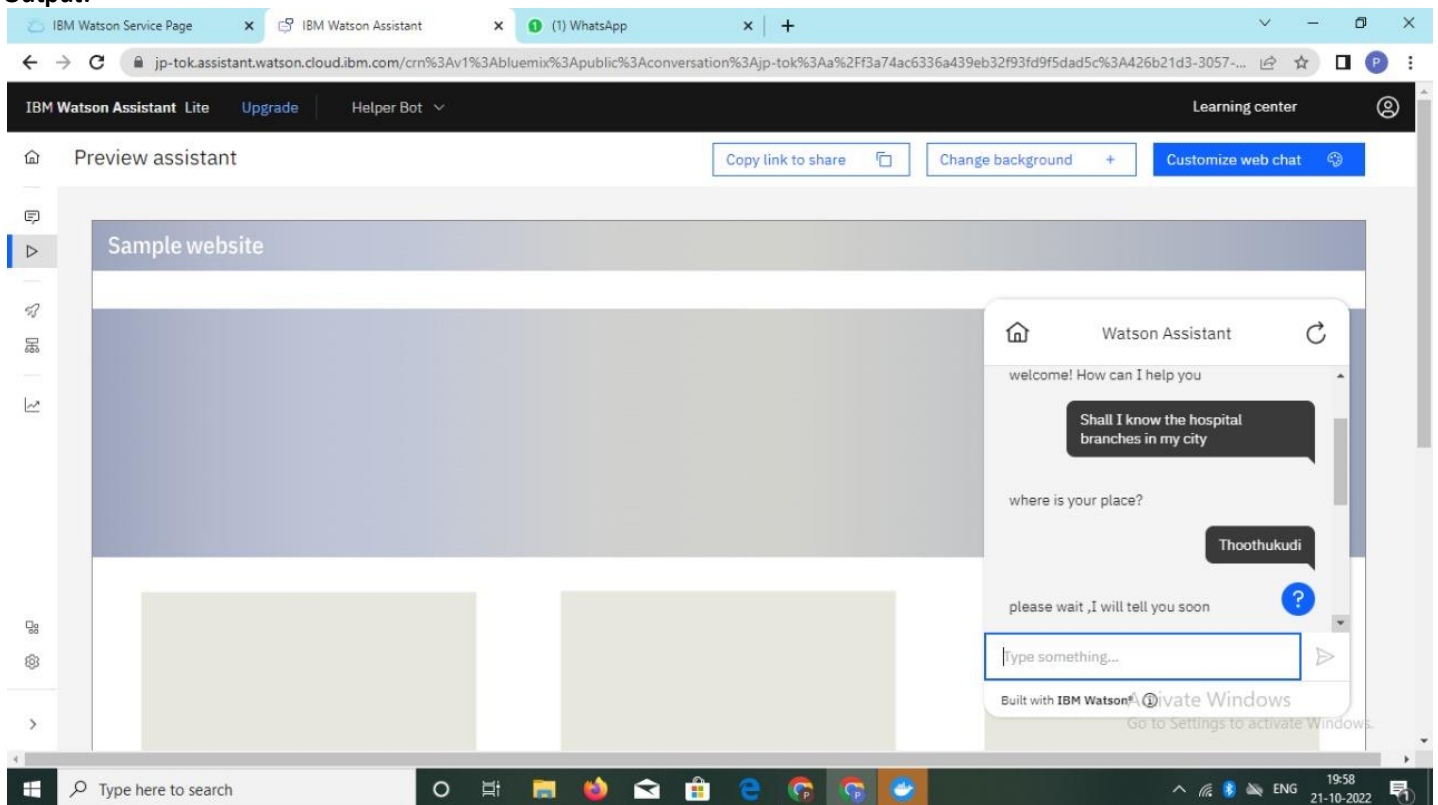 Output:
IBM Watson Service Page
IBM Watson Assistant
(1) WhatsApp
jp-tok.assistant.watson.cloud.ibm.com/crn%3Av1%3Abluemix%3Apublic%3Aconversation%3Ajp-tok%3Aa%2Ff3a74ac6336a439eb32f93fd9f5dad5c%3A426b21d3-3057-...
P
IBM Watson Assistant Lite Upgrade Helper Bot Learning center
Preview assistant Copy link to share Change background + Customize web chat
Sample website
Watson Assistant
welcome! How can I help you
Shall I know the hospital
branches in my city
where is your place?
Thoothukudi
please wait ,I will tell you soon
?
Type something...
Built with IBM Watson®
Activate Windows
Go to Settings to activate Windows.
Type here to search
ENG
19:58
21-10-2022